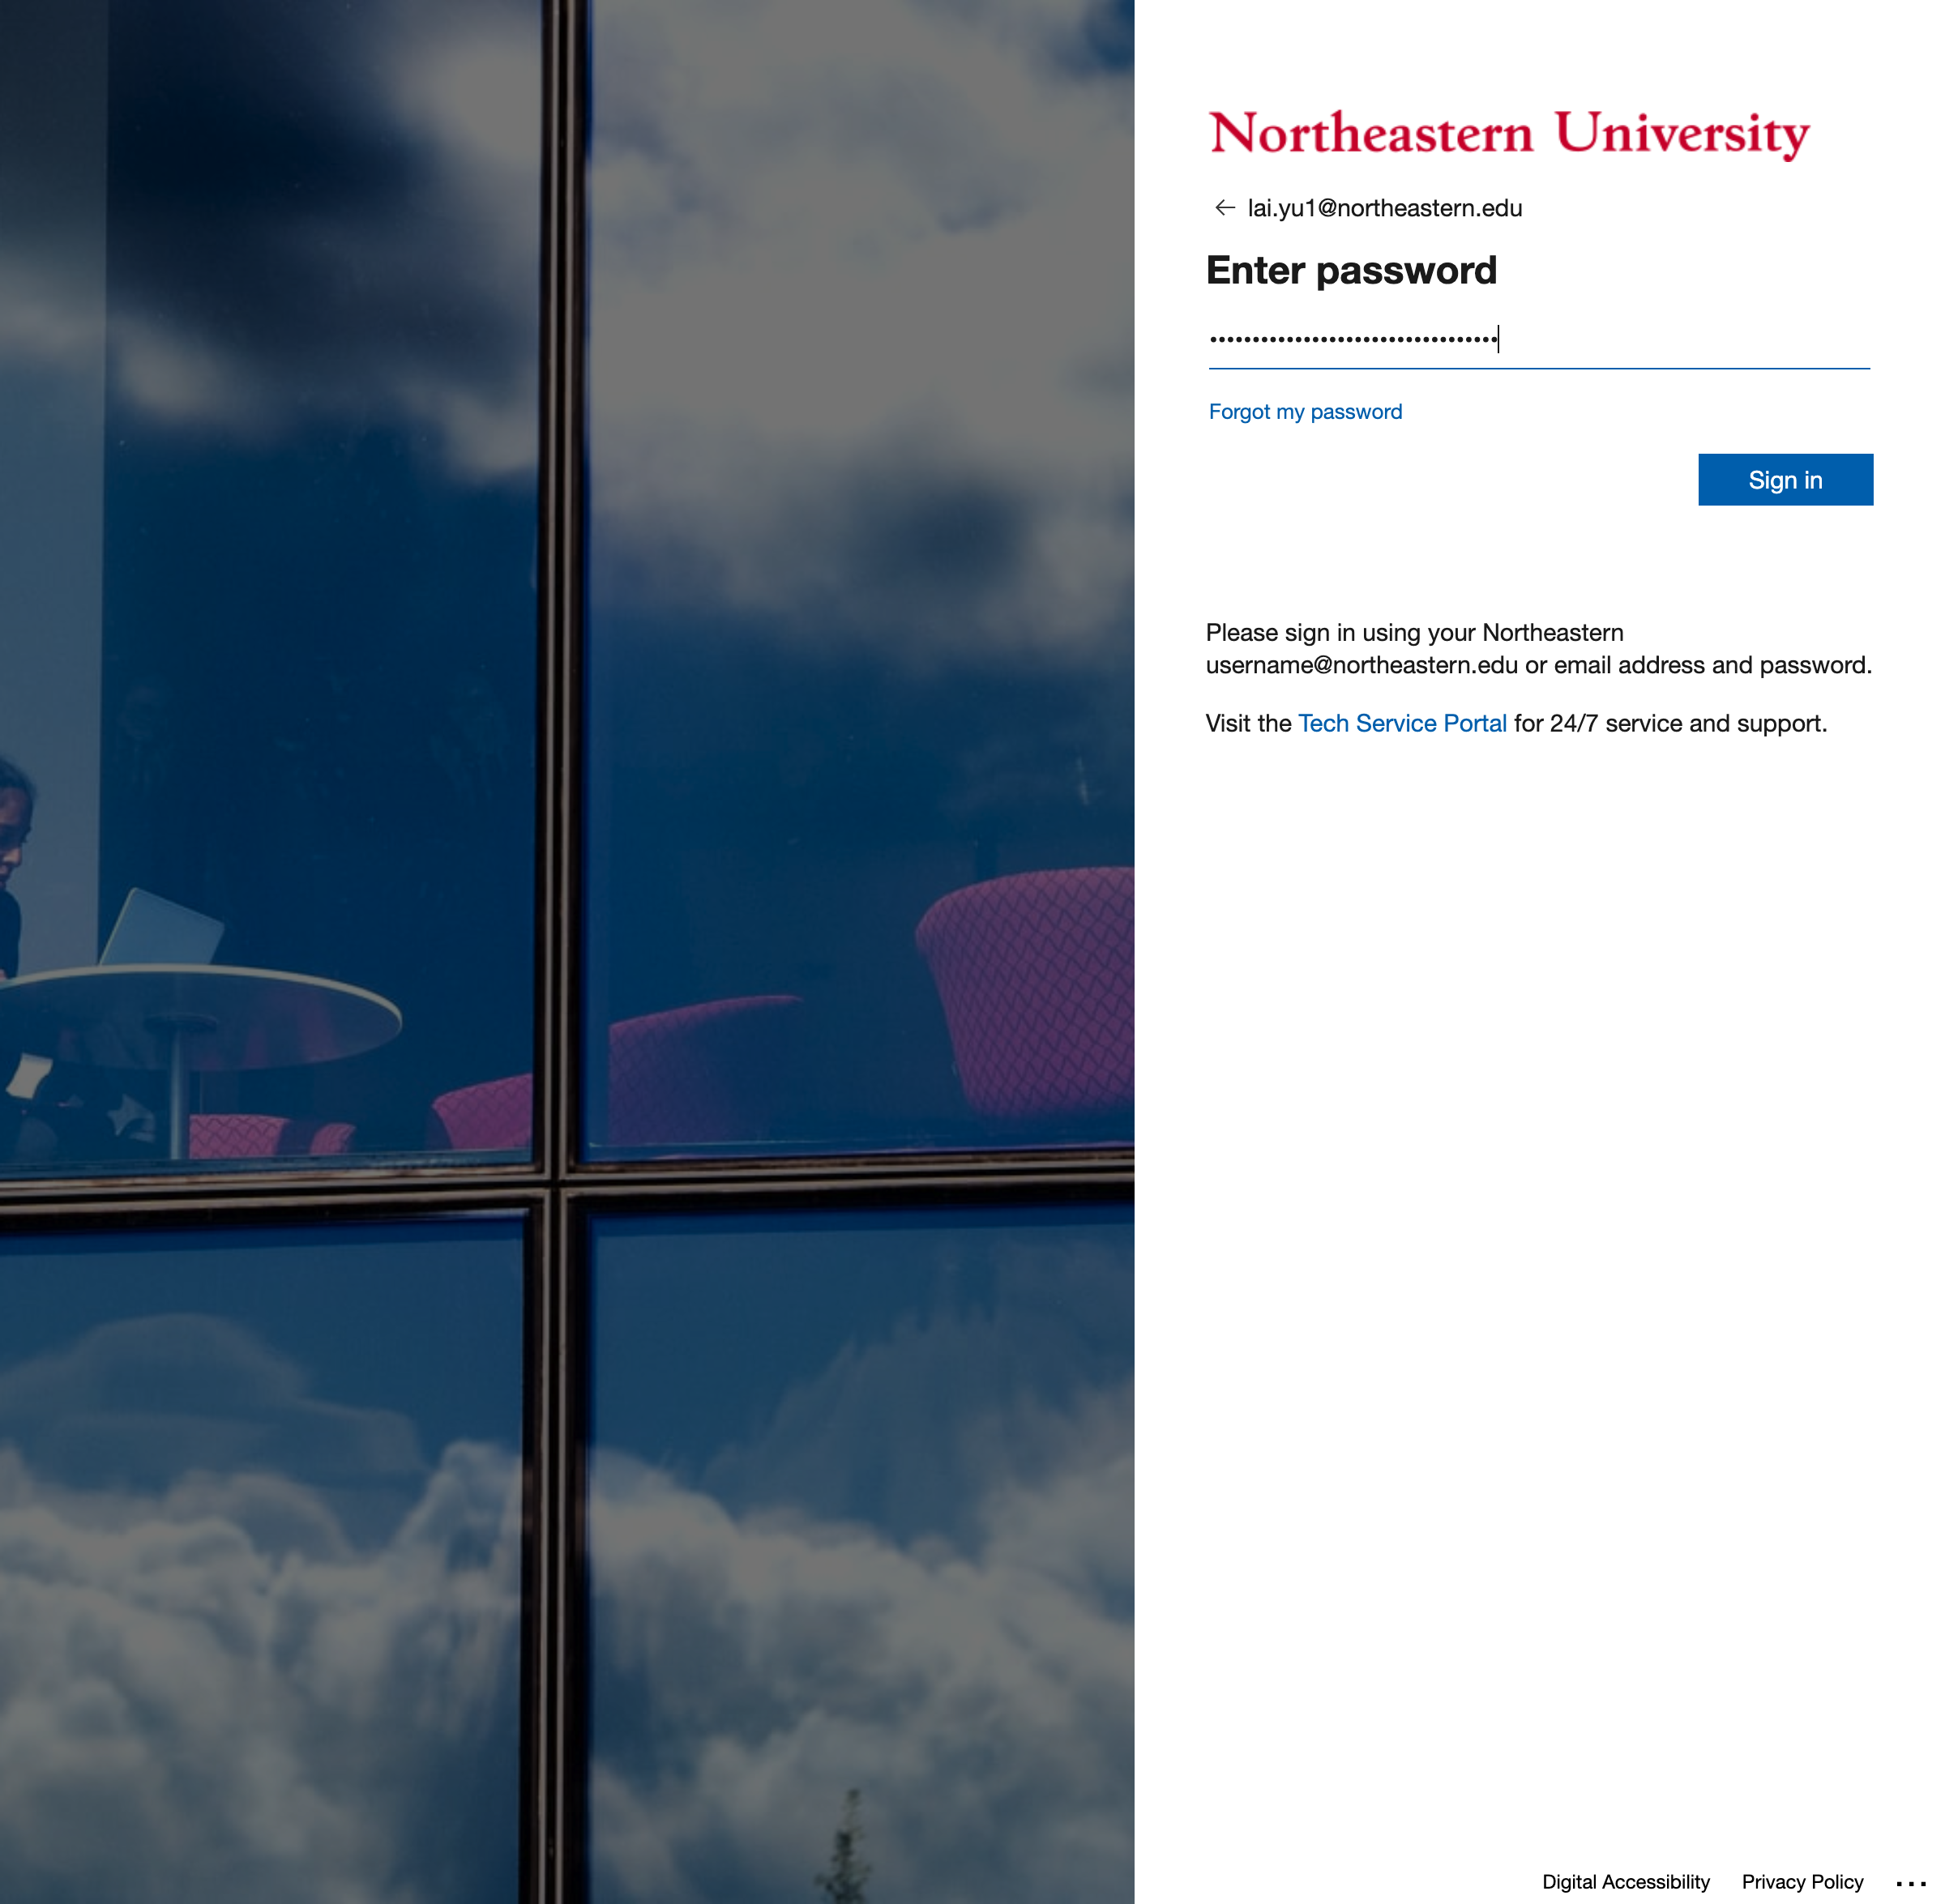 Northeastern University
← lai.yu1@northeastern.edu
Enter password
••••••••••••••••••••••••••••••••••
Forgot my password
Sign in
Please sign in using your Northeastern
username@northeastern.edu or email address and password.
Visit the Tech Service Portal for 24/7 service and support.
Digital Accessibility Privacy Policy ...